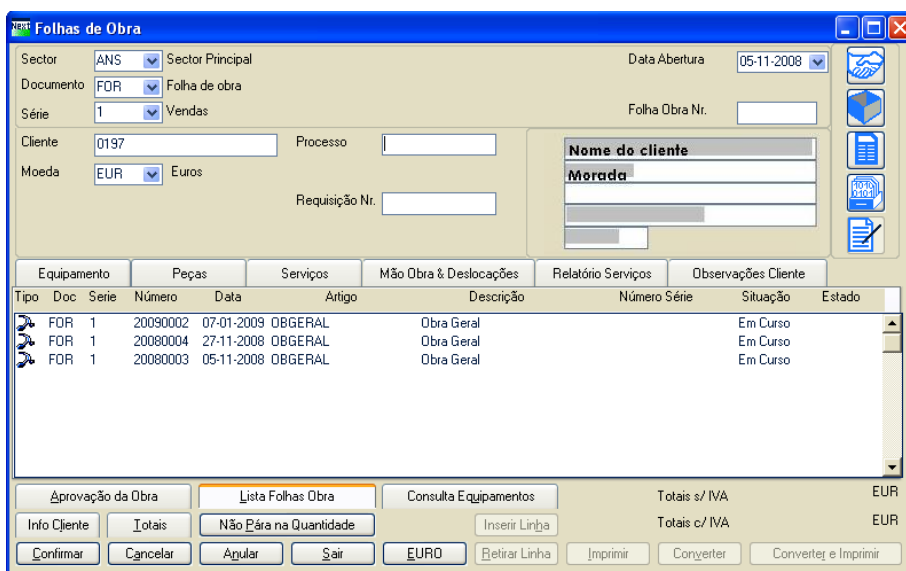 Next Folhas de Obra
Sector ANS Sector Principal Data Abertura 05-11-2008
Documento FOR Folha de obra
Série 1 Vendas Folha Obra Nr.
Cliente 0197 Processo Nome do cliente
Moeda EUR Euros Morada
Requisição Nr.
Equipamento Peças Serviços Mão Obra & Deslocações Relatório Serviços Observações Cliente
Tipo Doc Serie Número Data Artigo Descrição Número Série Situação Estado
FOR 1 20090002 07-01-2009 OBGERAL Obra Geral Em Curso
FOR 1 20080004 27-11-2008 OBGERAL Obra Geral Em Curso
FOR 1 20080003 05-11-2008 OBGERAL Obra Geral Em Curso
Aprovação da Obra Lista Folhas Obra Consulta Equipamentos Totais s/ IVA EUR
Info Cliente Totais Não Pára na Quantidade Inserir Linha Totais c/ IVA EUR
Confirmar Cancelar Anular Sair EURO Retirar Linha Imprimir Converter Converter e Imprimir